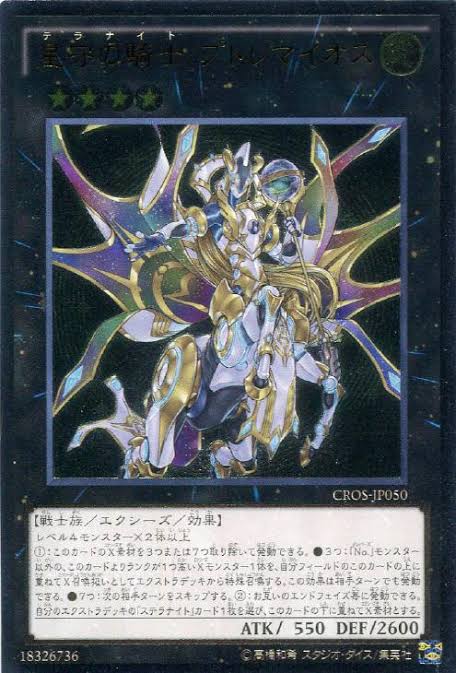 テラナイト
星守の騎士 プトレマイオス
CROS-JP050
【戦士族/エクシーズ/効果】
レベル4モンスター×2体以上
①:このカードのX素材を3つまたは7つ取り除いて発動できる。●3つ:「No.」モンスター
以外の、このカードよりランクが1つ高いXモンスター1体を、自分フィールドのこのカードの上に
重ねてX召喚扱いとしてエクストラデッキから特殊召喚する。この効果は相手ターンでも発動
できる。●7つ:次の相手ターンをスキップする。②:お互いのエンドフェイズ毎に発動できる。
自分のエクストラデッキの「ステラナイト」カード1枚を選び、このカードの下に重ねてX素材とする。
ATK/ 550 DEF/2600
18326736
©高橋和希 スタジオ・ダイス/集英社